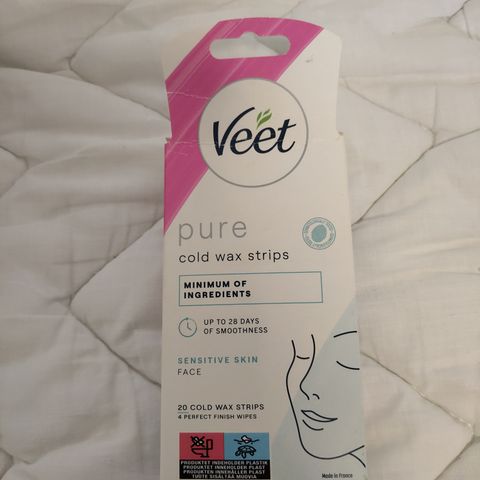 Veet
pure
cold wax strips
MINIMUM OF
INGREDIENTS
UP TO 28 DAYS
OF SMOOTHNESS
SENSITIVE SKIN
FACE
20 COLD WAX STRIPS
4 PERFECT FINISH WIPES
PRODUKTET INDEHOLDER PLASTIK
PRODUKTET INNEHOLDER PLAST
PRODUKTEN INNEHÅLLER PLAST
TUOTE SISÄLTÄÄ MUOVIA
Made in France